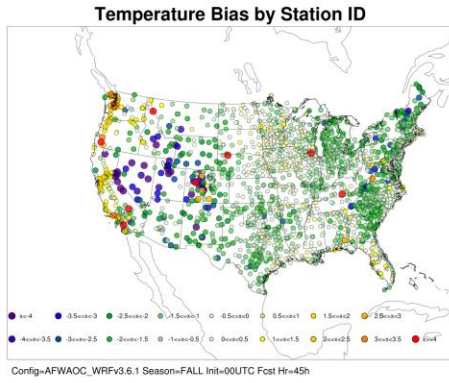 Temperature Bias by Station ID
x<-4 -3.5<=x<-3 -2.5<=x<-2 -1.5<=x<-1 -0.5<=x<0 0.5<=x<1 1.5<=x<2 2.5<=x<3
-4<=x<-3.5 -3<=x<-2.5 -2<=x<-1.5 -1<=x<-0.5 0<=x<0.5 1<=x<1.5 2<=x<2.5 3<=x<3.5 x>=4
Config=AFWAOC_WRFv3.6.1 Season=FALL Init=00UTC Fcst Hr=45h